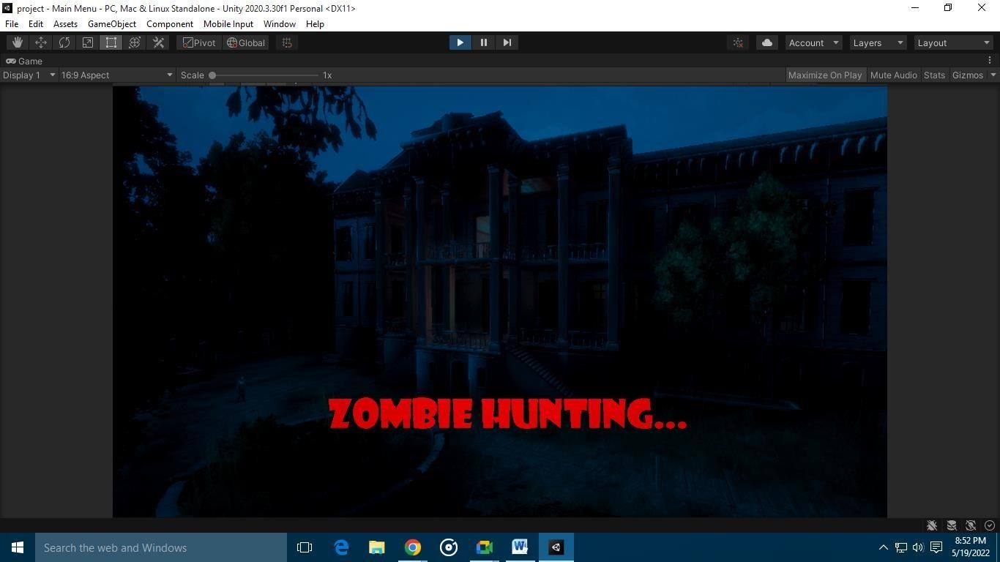 project - Main Menu - PC, Mac & Linux Standalone - Unity 2020.3.30f1 Personal <DX11>
File Edit Assets GameObject Component Mobile Input Window Help
Pivot Global Account Layers Layout
Game
Display 1 16:9 Aspect Scale 1x Maximize On Play Mute Audio Stats Gizmos
ZOMBIE HUNTING...
Search the web and Windows
8:52 PM
5/19/2022